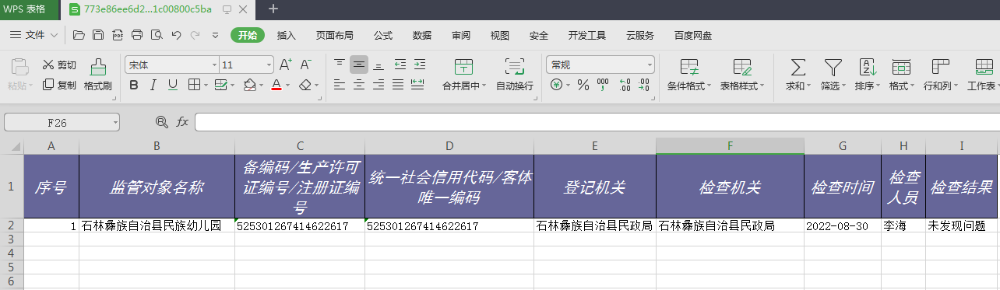 WPS 表格
773e86ee6d2...1c00800c5ba
文件
开始 插入 页面布局 公式 数据 审阅 视图 安全 开发工具 云服务 百度网盘
粘贴 剪切 复制 格式刷
宋体 11
合并居中 自动换行
常规
条件格式 表格样式 求和 筛选 排序 格式 行和列 工作表
F26
A B C D E F G H I
1
序号
监管对象名称
备编码/生产许可
证编号/注册证编
号
统一社会信用代码/客体
唯一编码
登记机关
检查机关
检查时间
检查
人员
检查结果
2 1 石林彝族自治县民族幼儿园 525301267414622617 525301267414622617 石林彝族自治县民政局 石林彝族自治县民政局 2022-08-30 李海 未发现问题
3
4
5
6